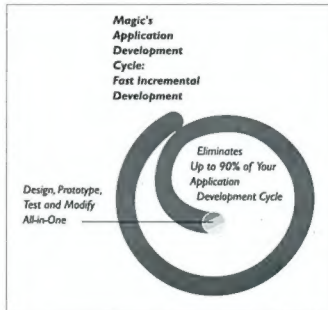 Magic's
Application
Development
Cycle:
Fast Incremental
Development
Eliminates
Up to 90% of Your
Application
Development Cycle
Design, Prototype,
Test and Modify
All-in-One